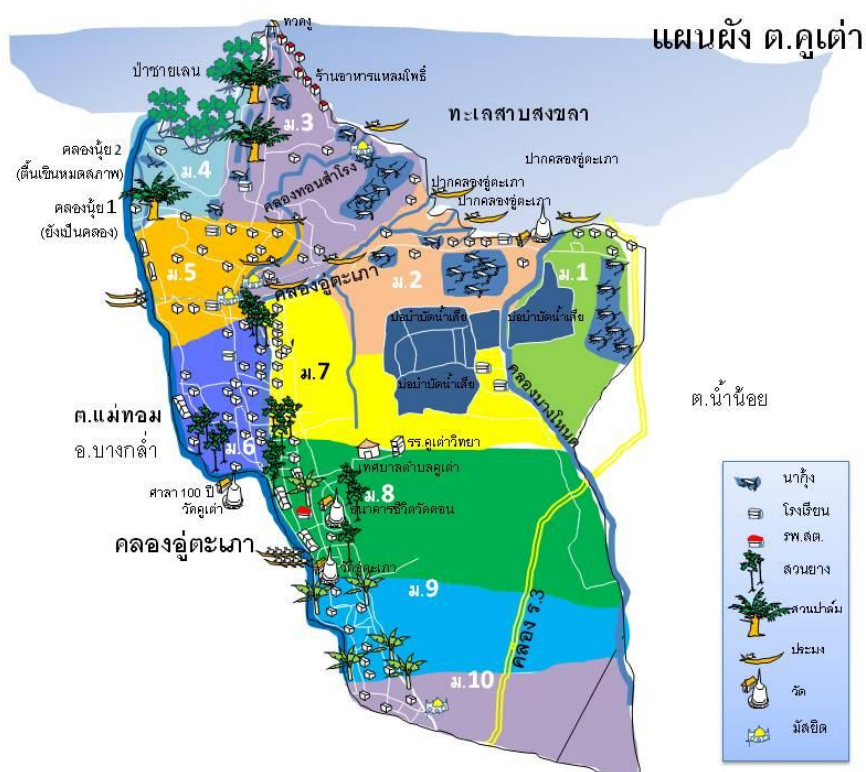 แผนผัง ต.คูเต่า
ทวดงู
ป่าชายเลน
ร้านอาหารแหลมโพธิ์
ทะเลสาบสงขลา
ม.3
คลองนุ้ย 2
(ตื้นเขินหมดสภาพ)
ม.4
ปากคลองอู่ตะเภา
คลองทอนสำโรง
ปากคลองอู่ตะเภา
คลองนุ้ย 1
(ยังเป็นคลอง)
ปากคลองอู่ตะเภา
ม.5
คลองอู่ตะเภา
ม.2
ม.1
บ่อบำบัดน้ำเสีย
บ่อบำบัดน้ำเสีย
ม.7
บ่อบำบัดน้ำเสีย
คลองบางโหนด
ต.น้ำน้อย
ต.แม่ทอม
อ.บางกล่ำ
ม.6
รร.คูเต่าวิทยา
เทศบาลตำบลคูเต่า
ศาลา 100 ปี
วัดคูเต่า
ม.8
ธนาคารชีวิตวัดดอน
คลองอู่ตะเภา
วัดอู่ตะเภา
ม.9
คลอง ร.3
ม.10
นากุ้ง
โรงเรียน
รพ.สต.
สวนยาง
สวนปาล์ม
ประมง
วัด
มัสยิด